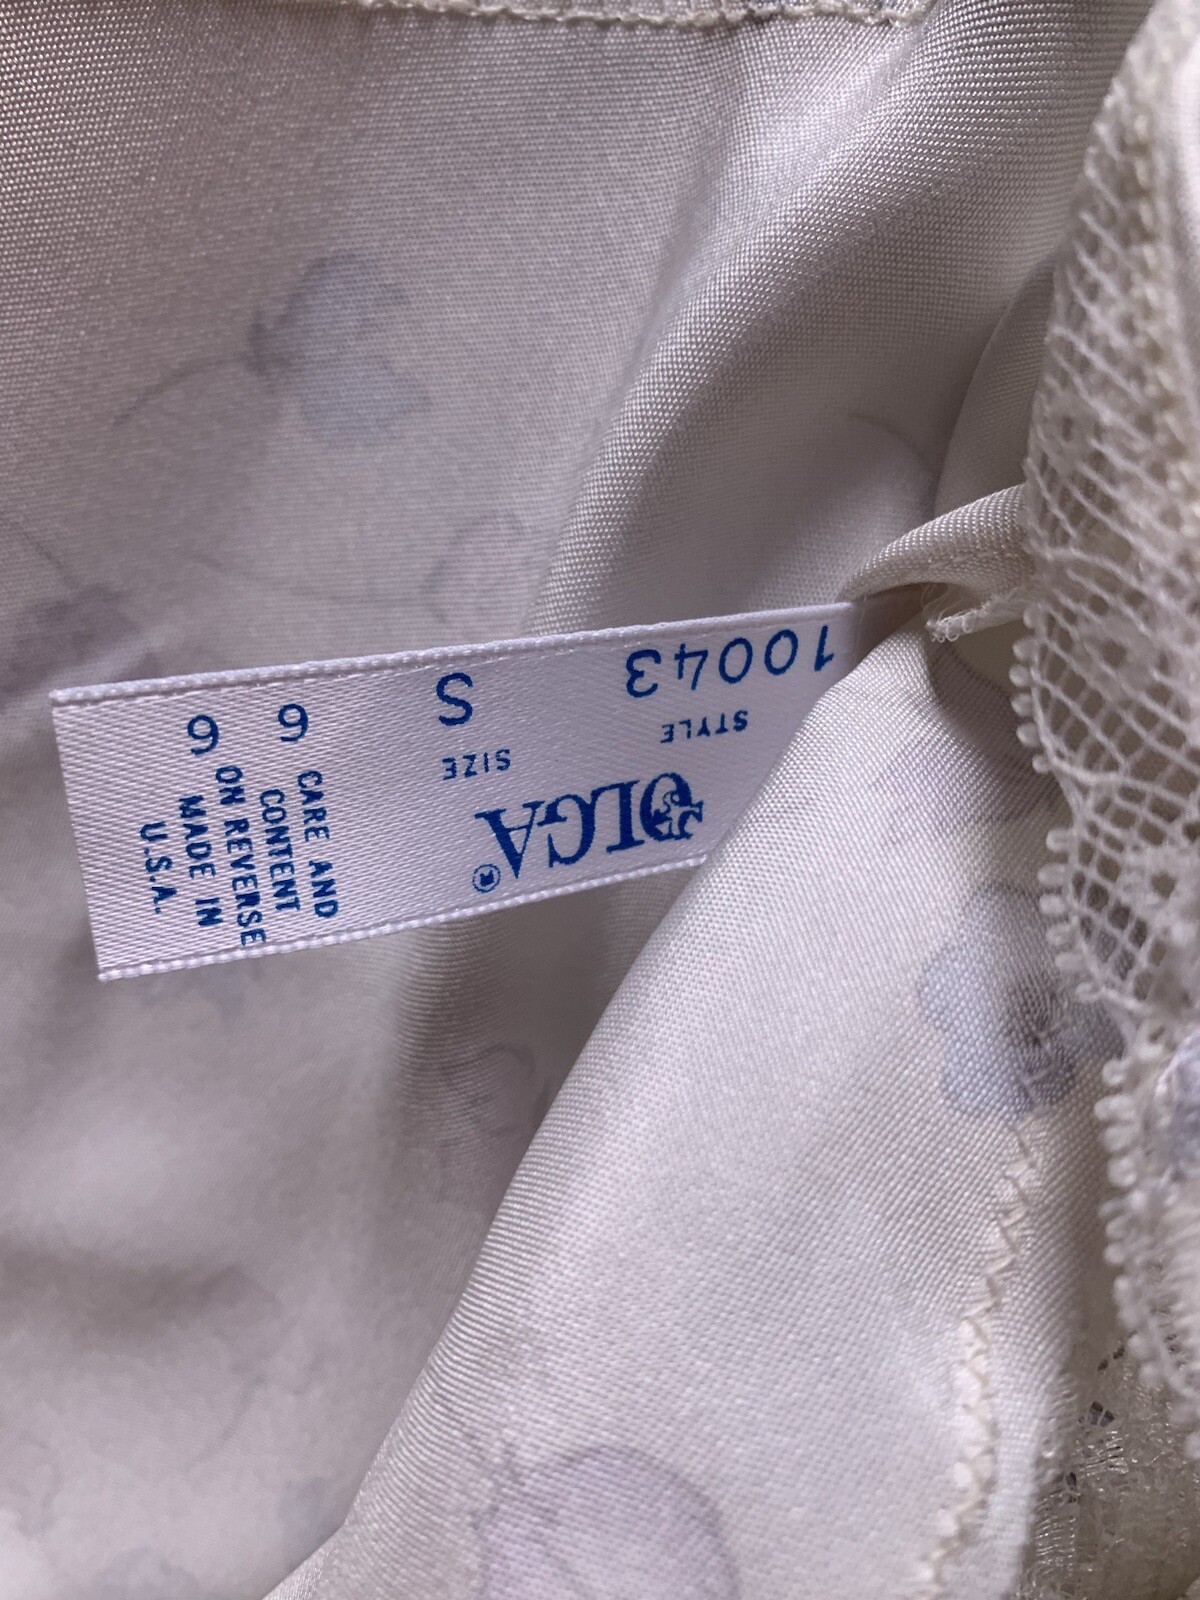 OLGA®
STYLE SIZE
10043 S 6 6
CARE AND
CONTENT
ON REVERSE
MADE IN
U.S.A.